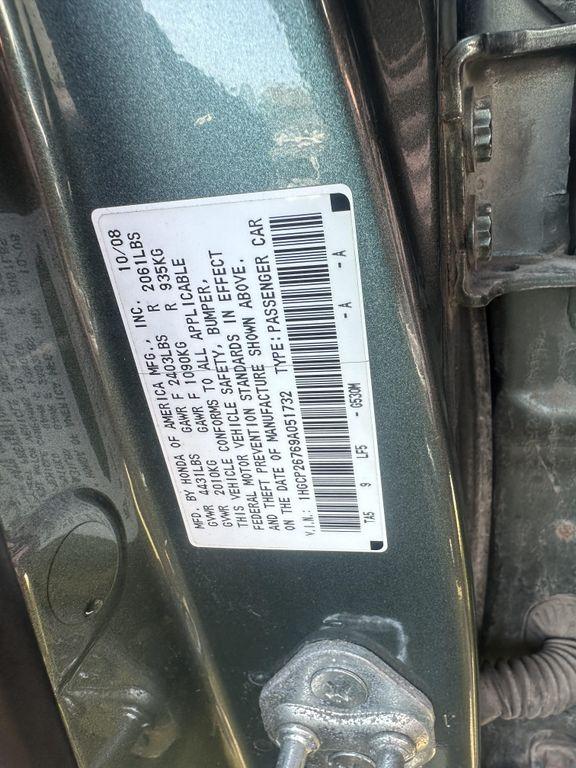 MFD. BY HONDA OF AMERICA MFG., INC. 10/08
GVWR 4431LBS GAWR F 2403LBS R 2061LBS
GVWR 2010KG GAWR F 1090KG R 935KG
THIS VEHICLE CONFORMS TO ALL APPLICABLE
FEDERAL MOTOR VEHICLE SAFETY, BUMPER,
AND THEFT PREVENTION STANDARDS IN EFFECT
ON THE DATE OF MANUFACTURE SHOWN ABOVE.
V.I.N.: 1HGCP26769A051732 TYPE:PASSENGER CAR
TA5 9 LF5 - G530M - A - A